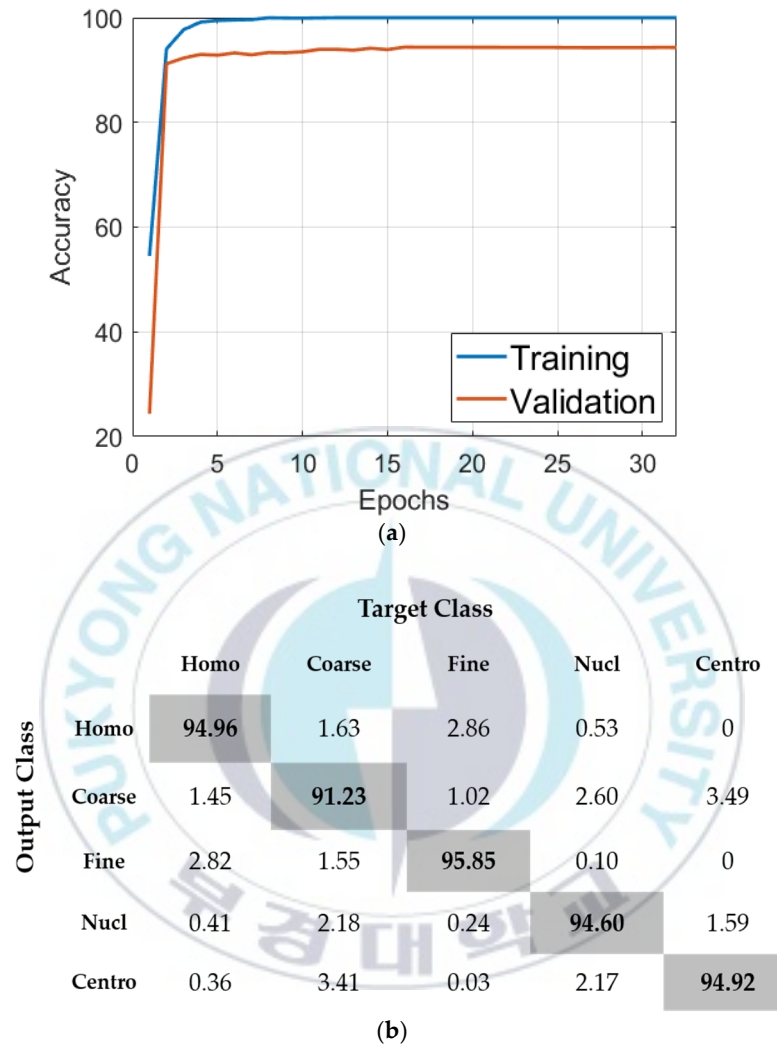 100
80
60
40
20
0 5 10 15 20 25 30
Accuracy
Epochs
Training
Validation
(a)
PUKYONG NATIONAL UNIVERSITY
Target Class
Homo Coarse Fine Nucl Centro
Output Class
Homo 94.96 1.63 2.86 0.53 0
Coarse 1.45 91.23 1.02 2.60 3.49
Fine 2.82 1.55 95.85 0.10 0
Nucl 0.41 2.18 0.24 94.60 1.59
Centro 0.36 3.41 0.03 2.17 94.92
부경대학교
(b)